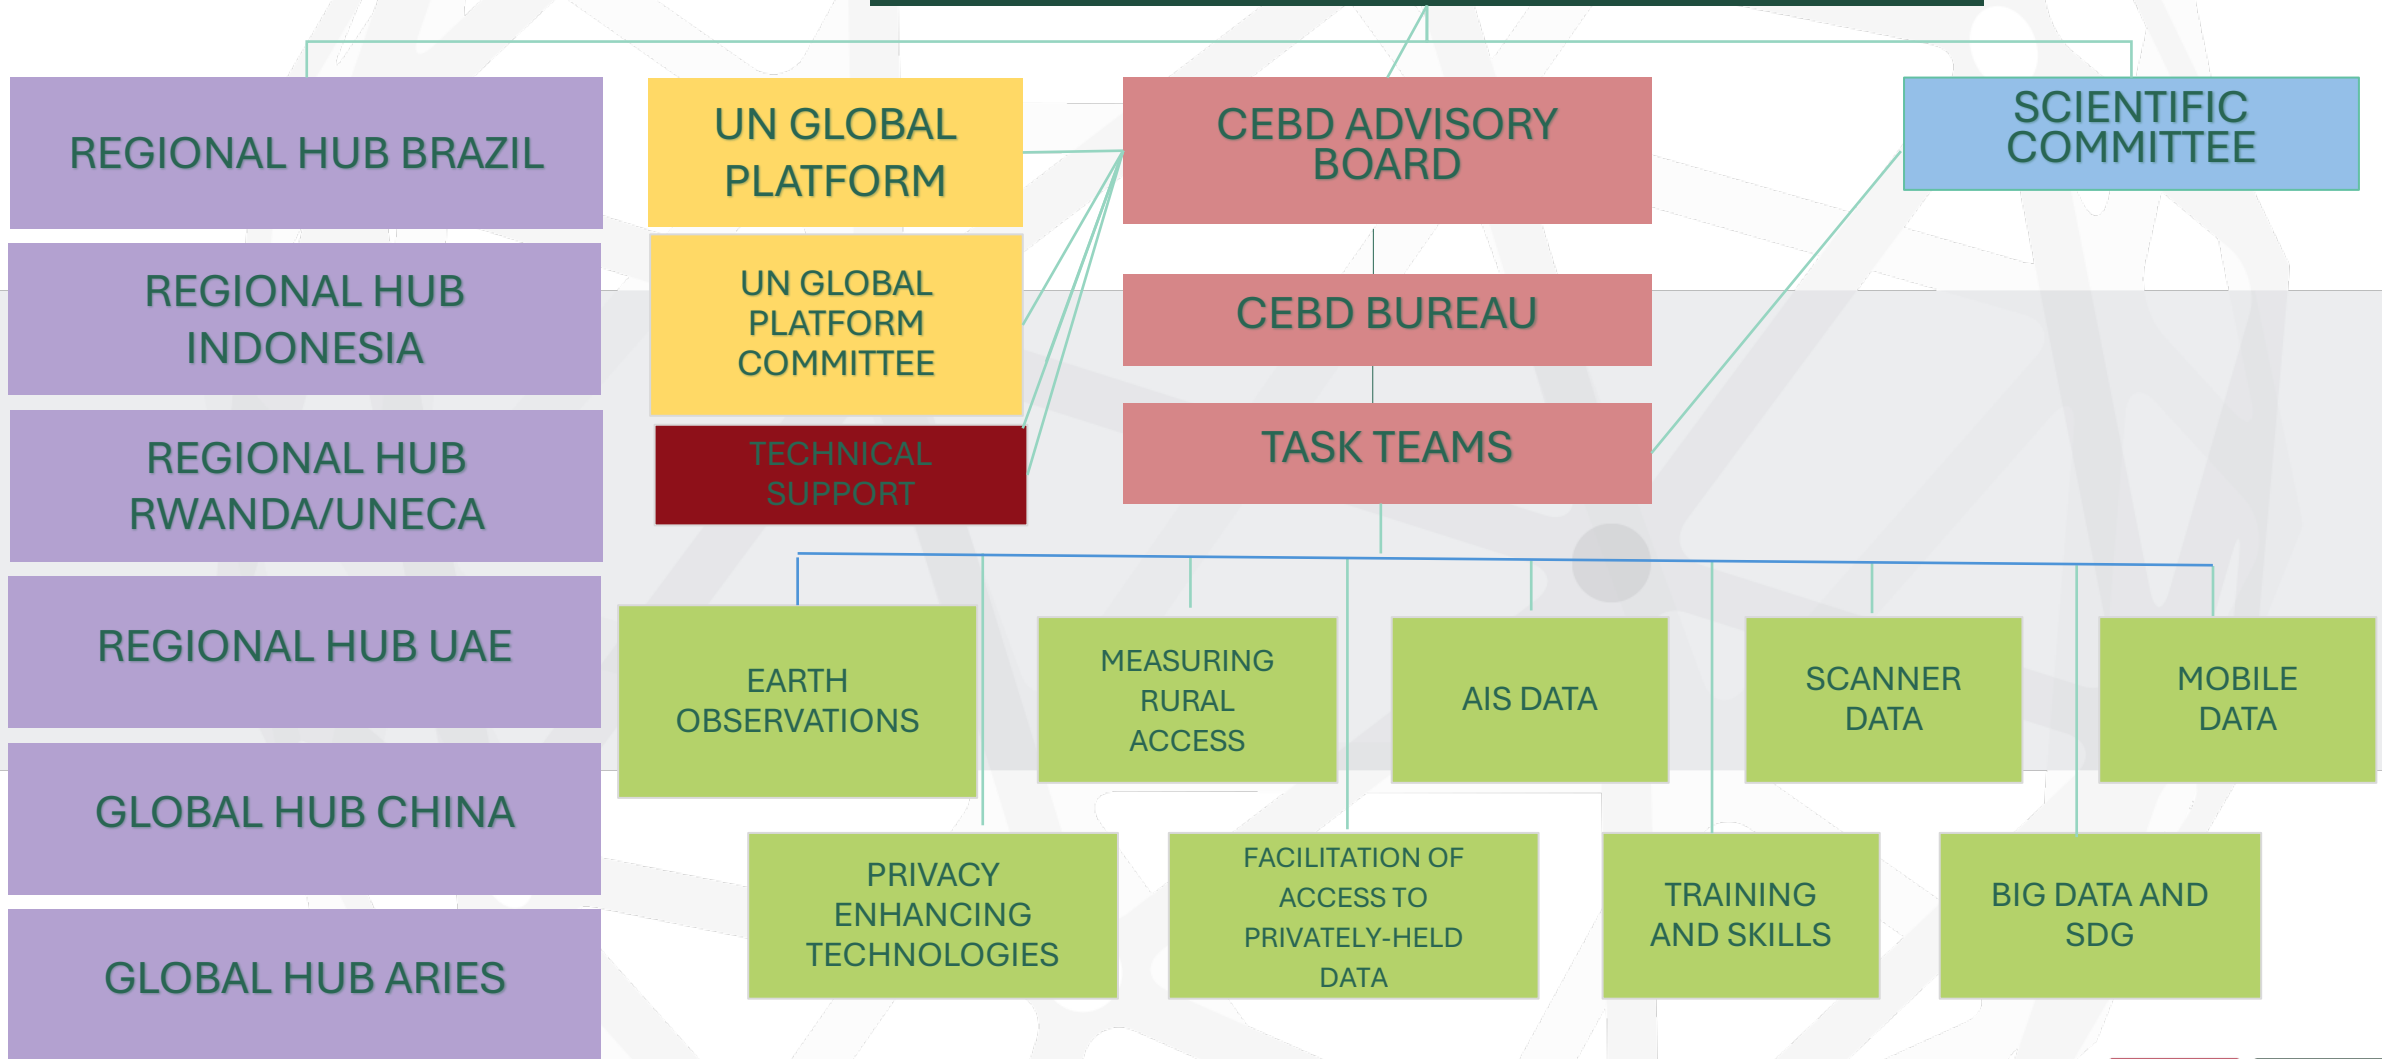 REGIONAL HUB BRAZIL
REGIONAL HUB
INDONESIA
REGIONAL HUB
RWANDA/UNECA
REGIONAL HUB UAE
GLOBAL HUB CHINA
GLOBAL HUB ARIES
UN GLOBAL
PLATFORM
UN GLOBAL
PLATFORM
COMMITTEE
TECHNICAL
SUPPORT
CEBD ADVISORY
BOARD
CEBD BUREAU
TASK TEAMS
SCIENTIFIC
COMMITTEE
EARTH
OBSERVATIONS
MEASURING
RURAL
ACCESS
AIS DATA
SCANNER
DATA
MOBILE
DATA
PRIVACY
ENHANCING
TECHNOLOGIES
FACILITATION OF
ACCESS TO
PRIVATELY-HELD
DATA
TRAINING
AND SKILLS
BIG DATA AND
SDG